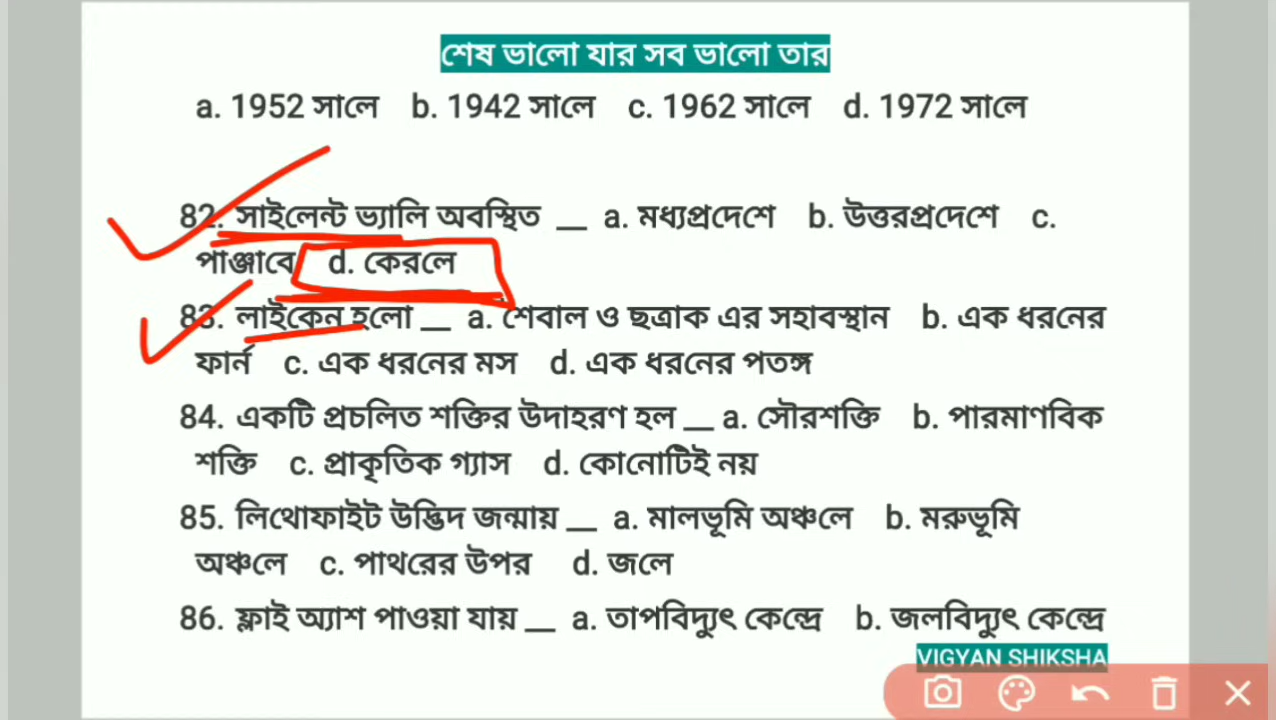 শেষ ভালো যার সব ভালো তার
a. 1952 সালে b. 1942 সালে c. 1962 সালে d. 1972 সালে
82. সাইলেন্ট ভ্যালি অবস্থিত __ a. মধ্যপ্রদেশে b. উত্তরপ্রদেশে c.
পাঞ্জাবে d. কেরলে
83. লাইকেন হলো __ a. শেবাল ও ছত্রাক এর সহাবস্থান b. এক ধরনের
ফার্ন c. এক ধরনের মস d. এক ধরনের পতঙ্গ
84. একটি প্রচলিত শক্তির উদাহরণ হল __ a. সৌরশক্তি b. পারমাণবিক
শক্তি c. প্রাকৃতিক গ্যাস d. কোনোটিই নয়
85. লিথোফাইট উদ্ভিদ জন্মায় __ a. মালভূমি অঞ্চলে b. মরুভূমি
অঞ্চলে c. পাথরের উপর d. জলে
86. ফ্লাই অ্যাশ পাওয়া যায় __ a. তাপবিদ্যুৎ কেন্দ্রে b. জলবিদ্যুৎ কেন্দ্রে
VIGYAN SHIKSHA